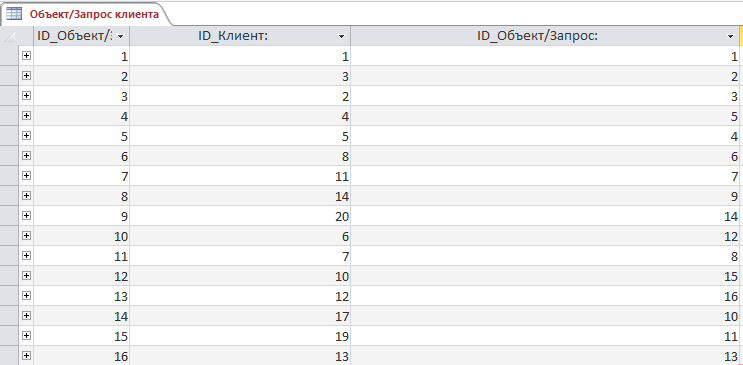 Объект/Запрос клиента
ID_Объект/З ID_Клиент: ID_Объект/Запрос:
1 1 1
2 3 2
3 2 3
4 4 5
5 5 4
6 8 6
7 11 7
8 14 9
9 20 14
10 6 12
11 7 8
12 10 15
13 12 16
14 17 10
15 19 11
16 13 13